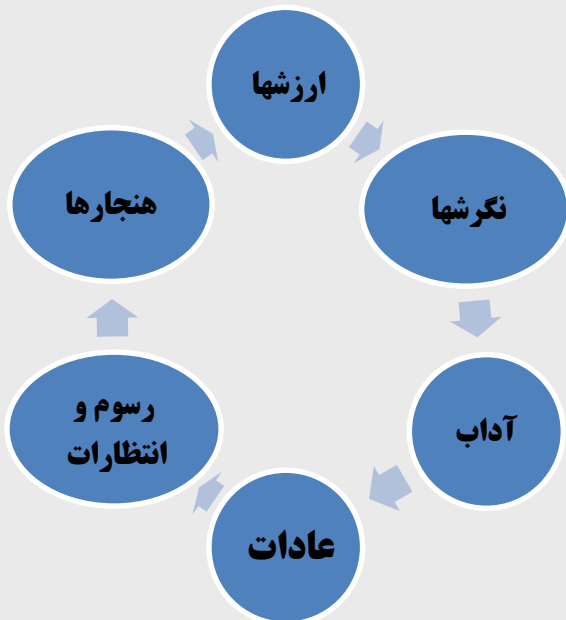 ارزشها
نگرشها
آداب
عادات
رسوم و
انتظارات
هنجارها